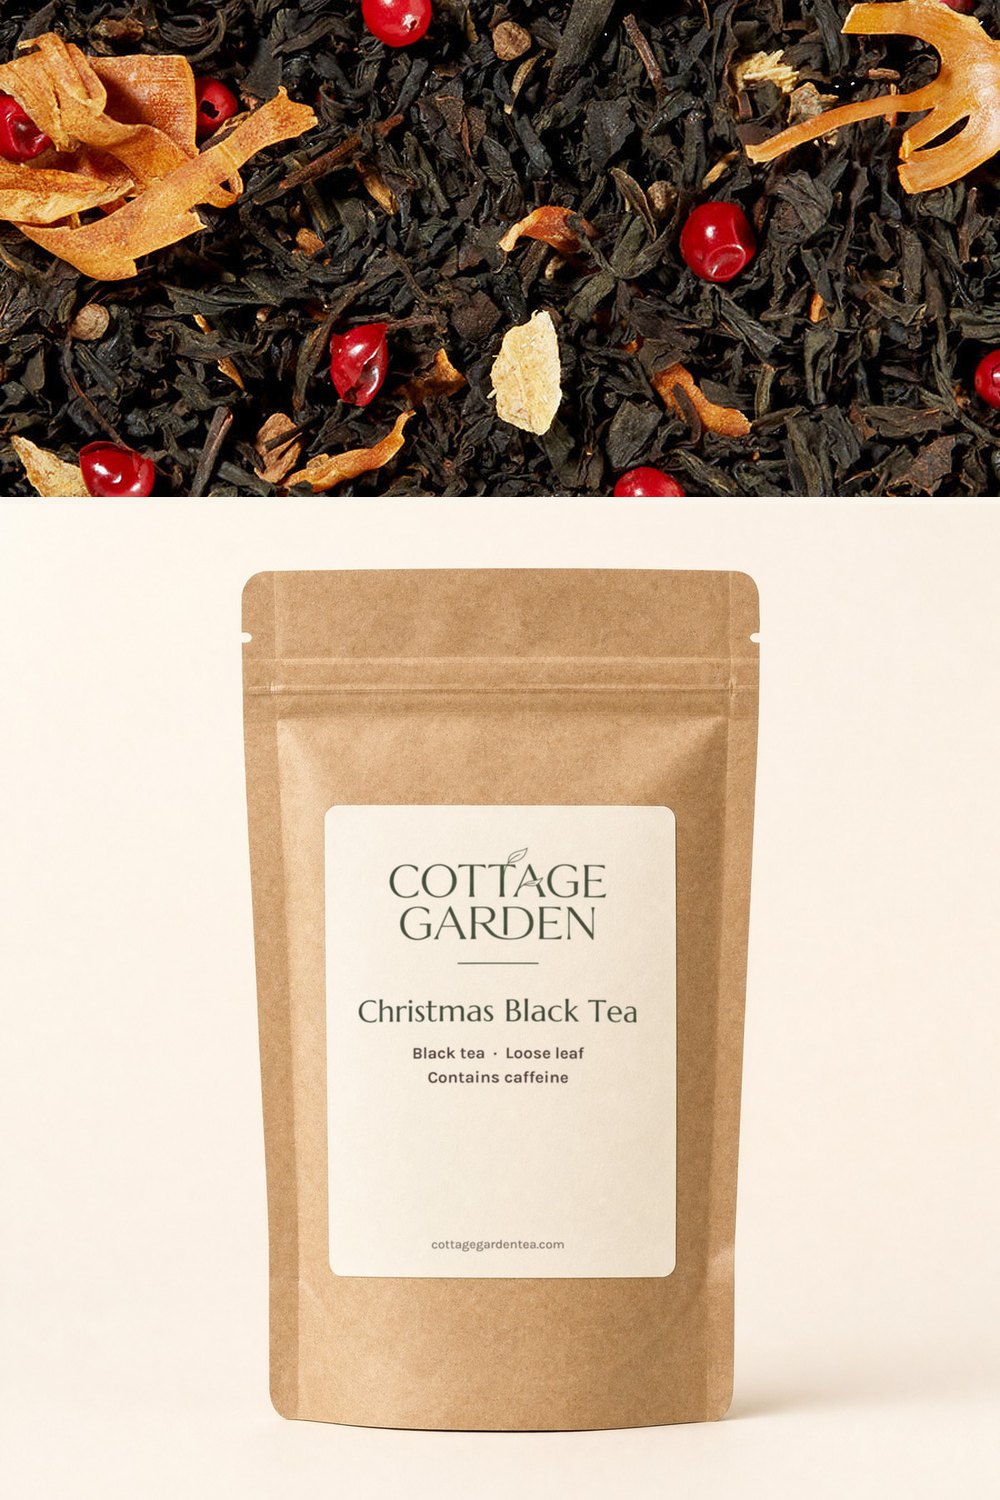 COTTAGE
GARDEN
Christmas Black Tea
Black tea · Loose leaf
Contains caffeine
cottagegardentea.com